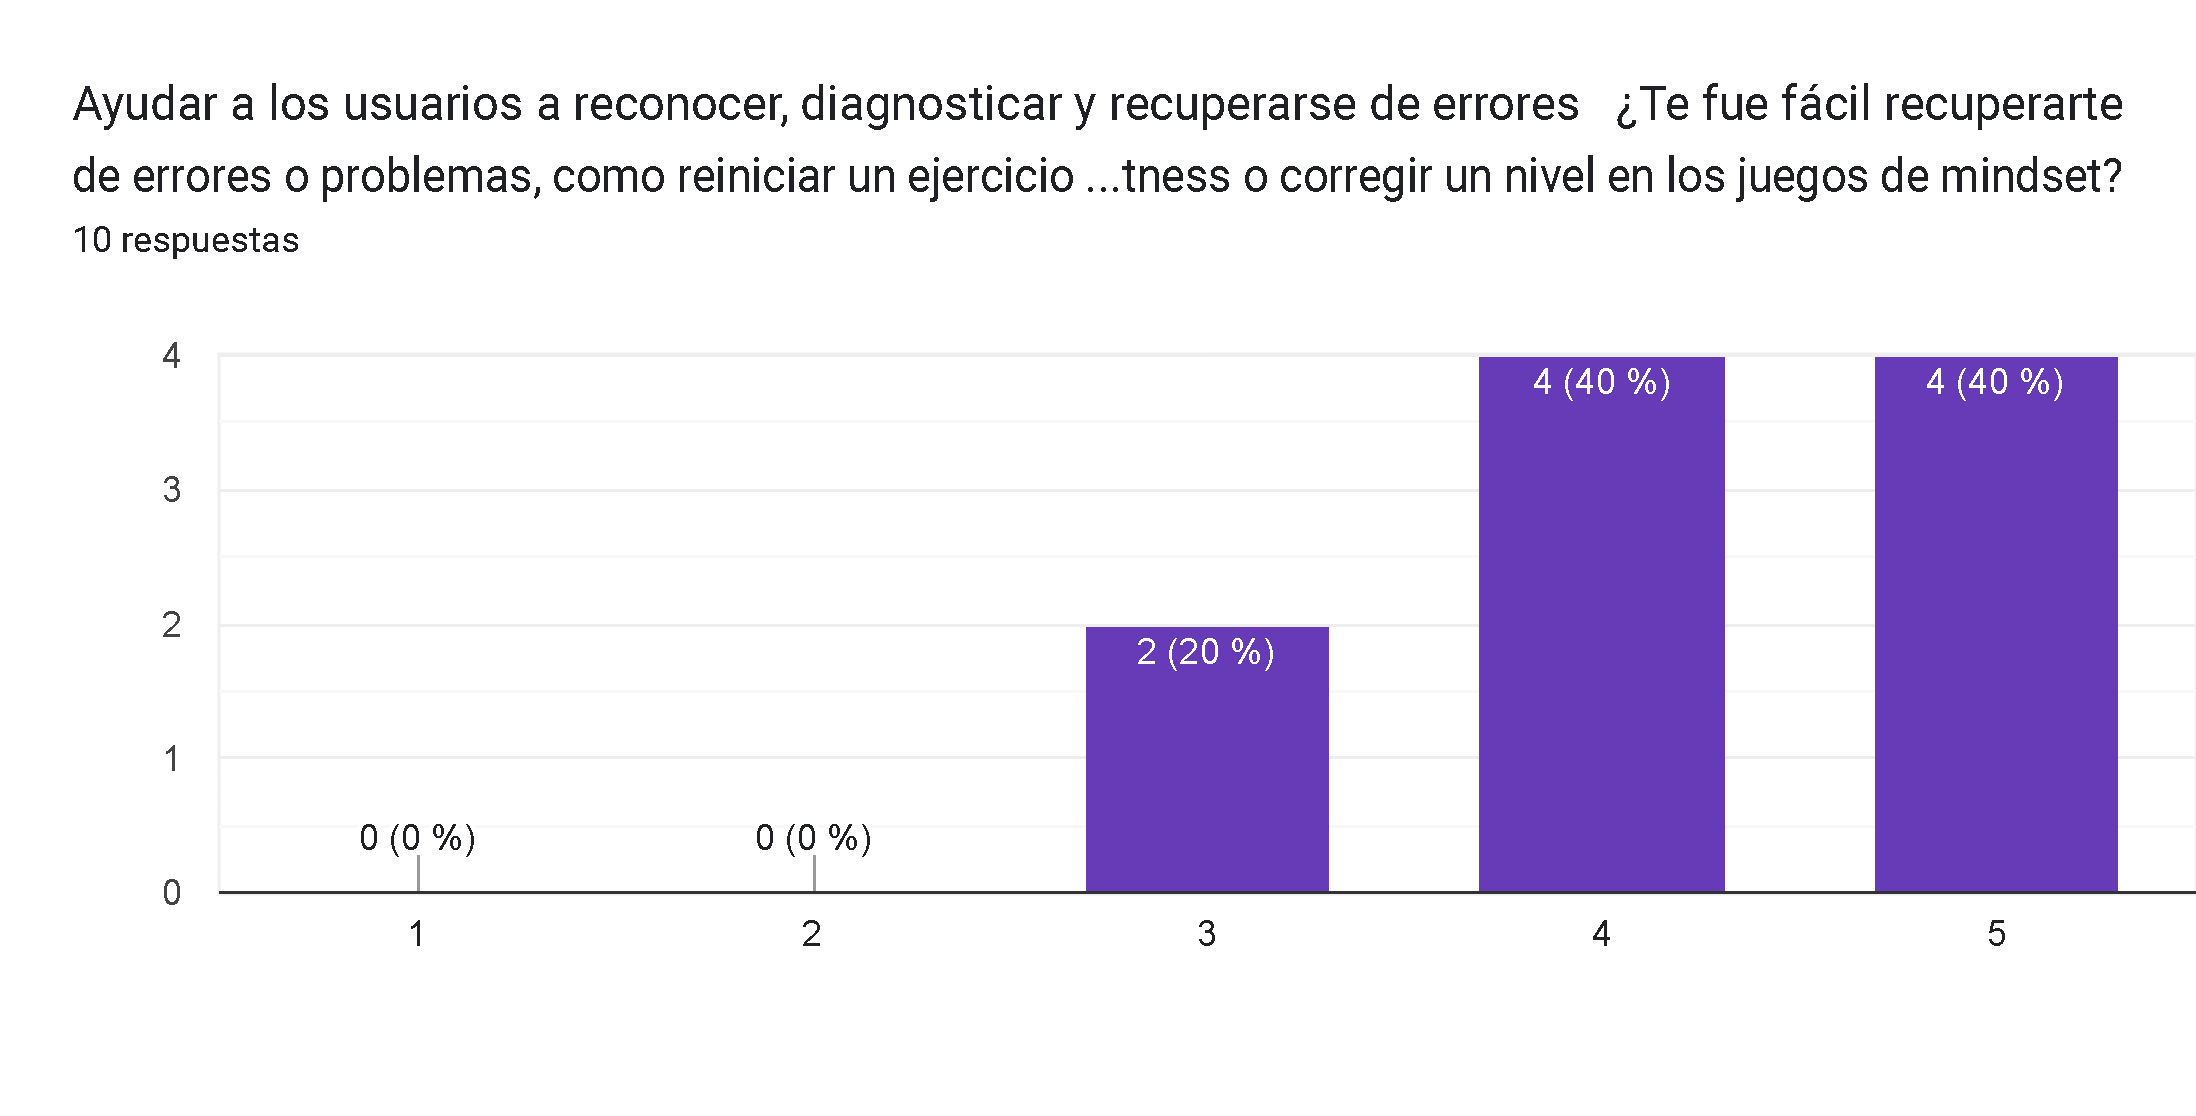 Ayudar a los usuarios a reconocer, diagnosticar y recuperarse de errores   ¿Te fue fácil recuperarte
de errores o problemas, como reiniciar un ejercicio ...tness o corregir un nivel en los juegos de mindset?
10 respuestas
4
4 (40 %)
4 (40 %)
3
2
2 (20 %)
1
0 (0 %)
0 (0 %)
0
1
2
3
4
5